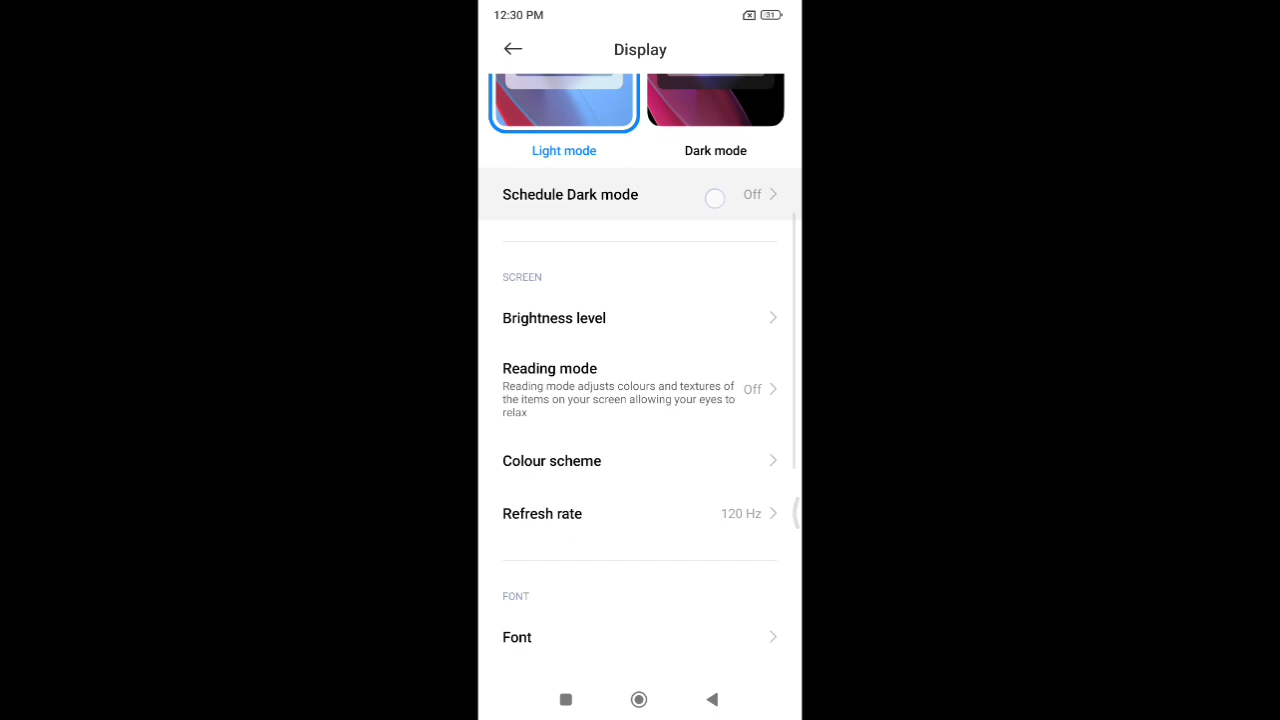 12:30 PM
31
Display
Light mode
Dark mode
Schedule Dark mode
Off
SCREEN
Brightness level
Reading mode
Reading mode adjusts colours and textures of
the items on your screen allowing your eyes to
relax
Off
Colour scheme
Refresh rate
120 Hz
FONT
Font